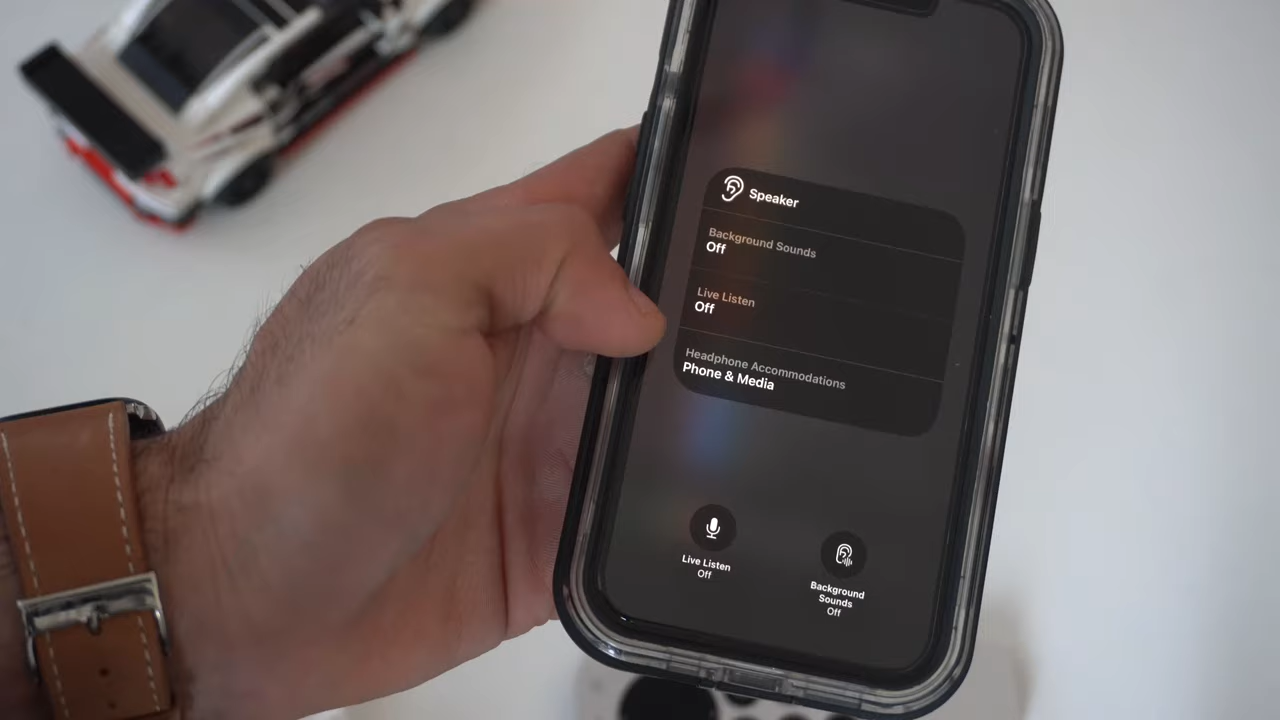 Speaker
Background Sounds
Off
Live Listen
Off
Headphone Accommodations
Phone & Media
Live Listen
Off
Background
Sounds
Off